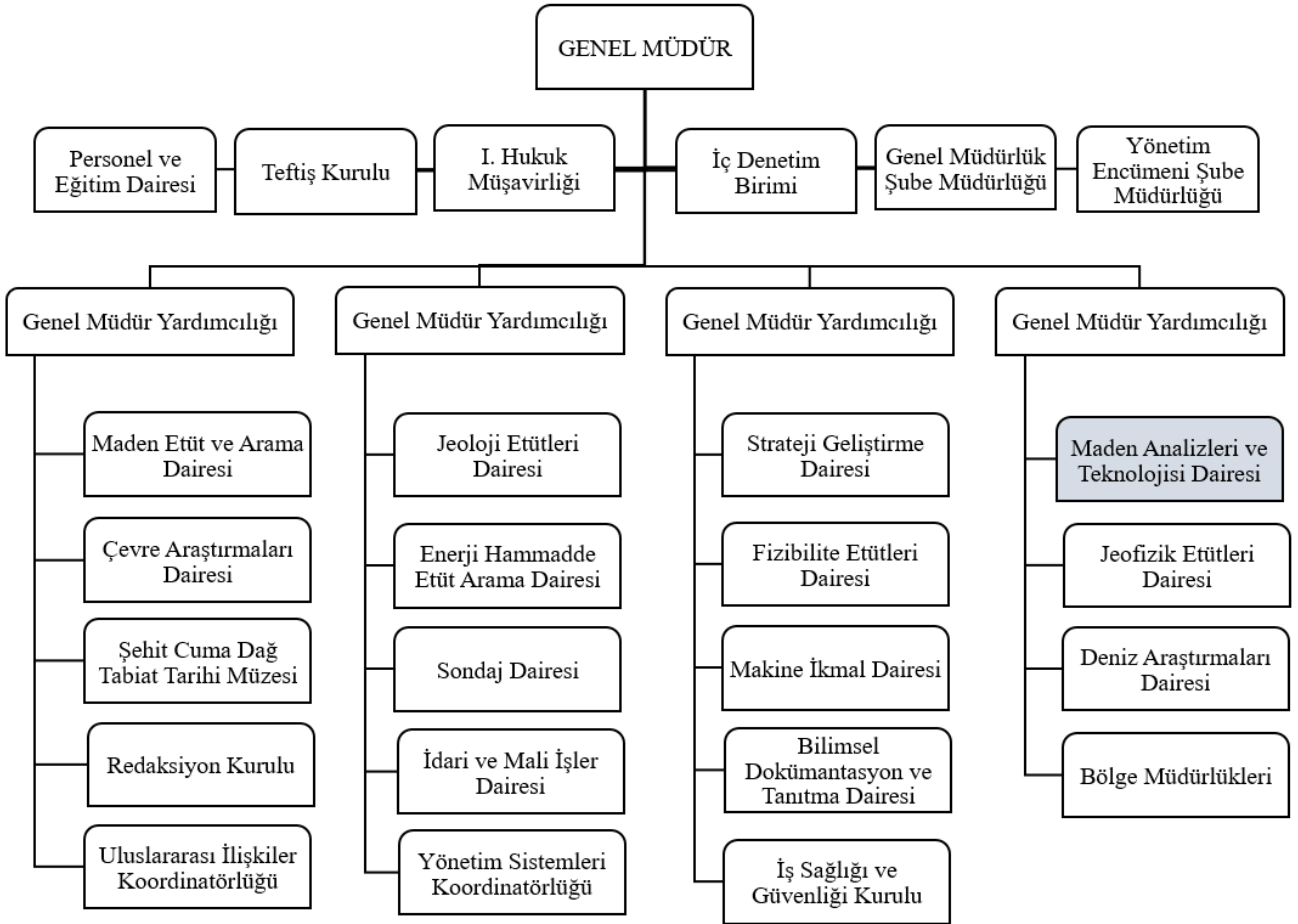 GENEL MÜDÜR
Personel ve
Eğitim Dairesi
Teftiş Kurulu
I. Hukuk
Müşavirliği
İç Denetim
Birimi
Genel Müdürlük
Şube Müdürlüğü
Yönetim
Encümeni Şube
Müdürlüğü
Genel Müdür Yardımcılığı
Maden Etüt ve Arama
Dairesi
Çevre Araştırmaları
Dairesi
Şehit Cuma Dağ
Tabiat Tarihi Müzesi
Redaksiyon Kurulu
Uluslararası İlişkiler
Koordinatörlüğü
Genel Müdür Yardımcılığı
Jeoloji Etütleri
Dairesi
Enerji Hammadde
Etüt Arama Dairesi
Sondaj Dairesi
İdari ve Mali İşler
Dairesi
Yönetim Sistemleri
Koordinatörlüğü
Genel Müdür Yardımcılığı
Strateji Geliştirme
Dairesi
Fizibilite Etütleri
Dairesi
Makine İkmal Dairesi
Bilimsel
Dokümantasyon ve
Tanıtma Dairesi
İş Sağlığı ve
Güvenliği Kurulu
Genel Müdür Yardımcılığı
Maden Analizleri ve
Teknolojisi Dairesi
Jeofizik Etütleri
Dairesi
Deniz Araştırmaları
Dairesi
Bölge Müdürlükleri